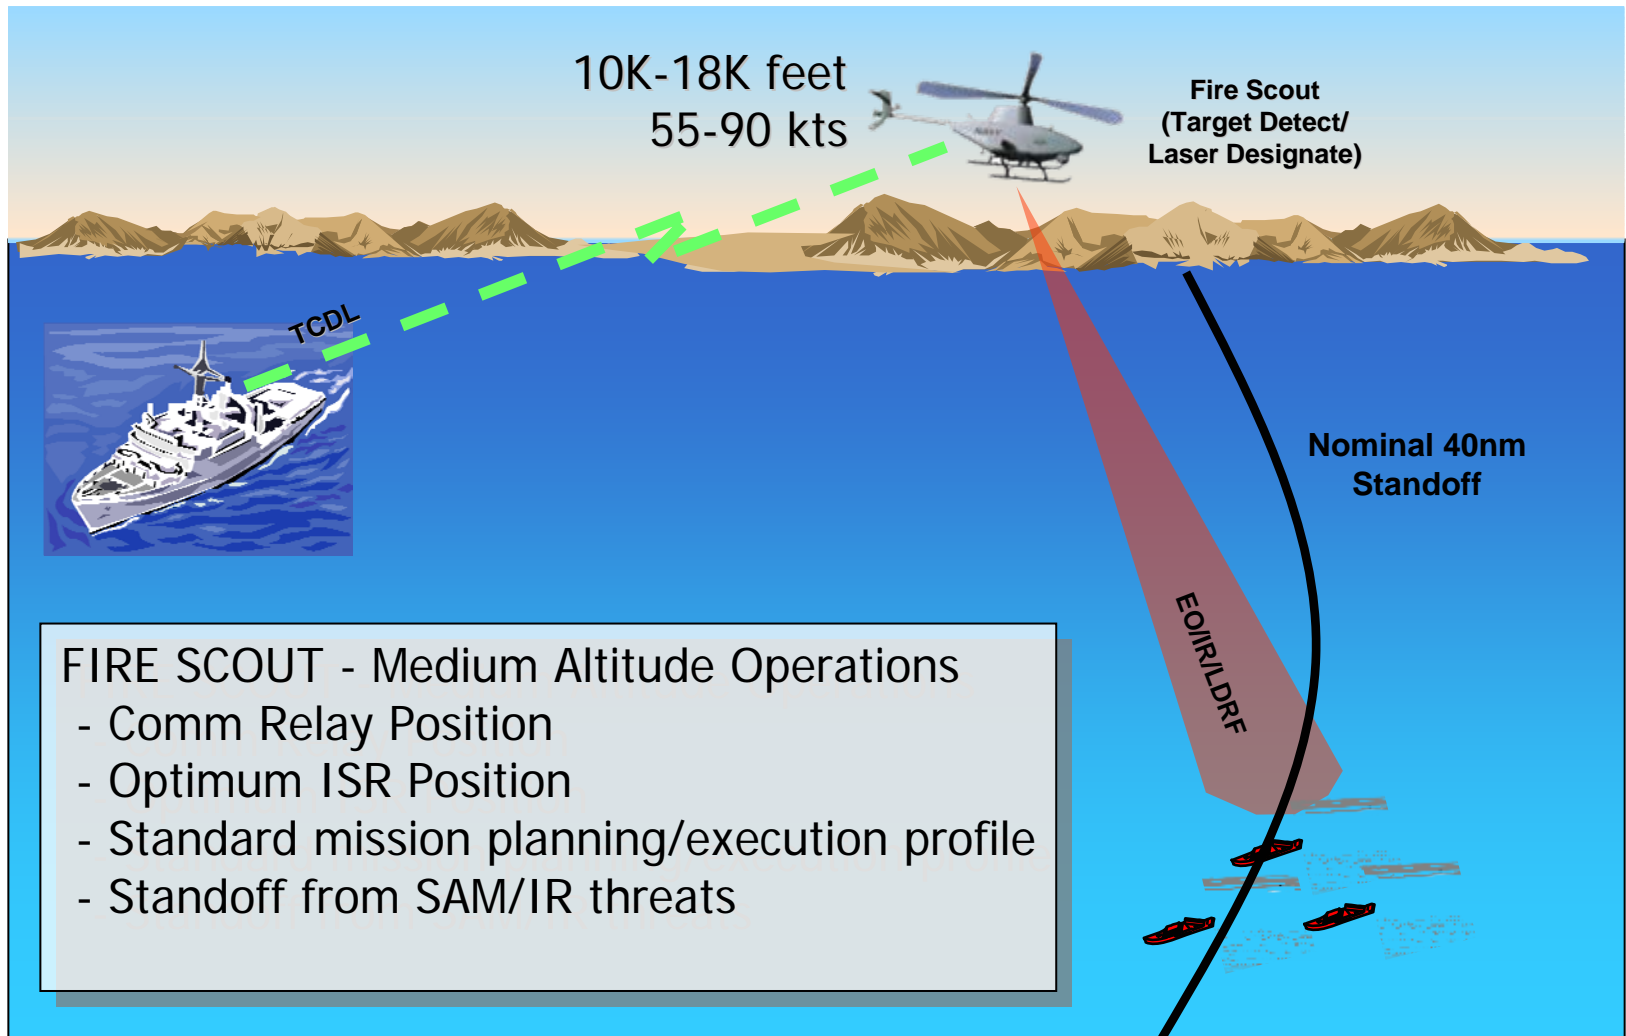 10K-18K feet
55-90 kts
Fire Scout
(Target Detect/
Laser Designate)
NAVY
TCDL
Nominal 40nm
Standoff
EO/IR/LDRF
FIRE SCOUT - Medium Altitude Operations
- Comm Relay Position
- Optimum ISR Position
- Standard mission planning/execution profile
- Standoff from SAM/IR threats